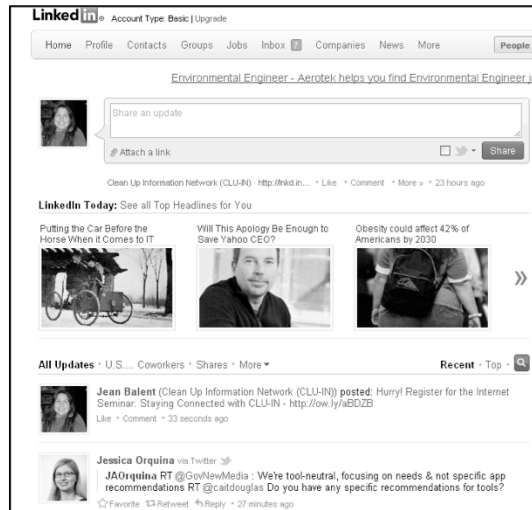 Linked in® Account Type: Basic | Upgrade
Home Profile Contacts Groups Jobs Inbox 7 Companies News More People
Environmental Engineer - Aerotek helps you find Environmental Engineer j
Share an update
Attach a link Share
Clean Up Information Network (CLU-IN) · http://lnkd.in... • Like • Comment • More » • 23 hours ago
LinkedIn Today: See all Top Headlines for You
Putting the Car Before the
Horse When it Comes to IT
Will This Apology Be Enough to
Save Yahoo CEO?
Obesity could affect 42% of
Americans by 2030
»
All Updates • U.S.... Coworkers • Shares • More Recent • Top •
Jean Balent (Clean Up Information Network (CLU-IN)) posted: Hurry! Register for the Internet
Seminar: Staying Connected with CLU-IN - http://ow.ly/aBDZB
Like • Comment • 33 seconds ago
Jessica Orquina via Twitter
JAOrquina RT @GovNewMedia : We're tool-neutral, focusing on needs & not specific app
recommendations RT @caitdouglas Do you have any specific recommendations for tools?
Favorite Retweet Reply • 27 minutes ago